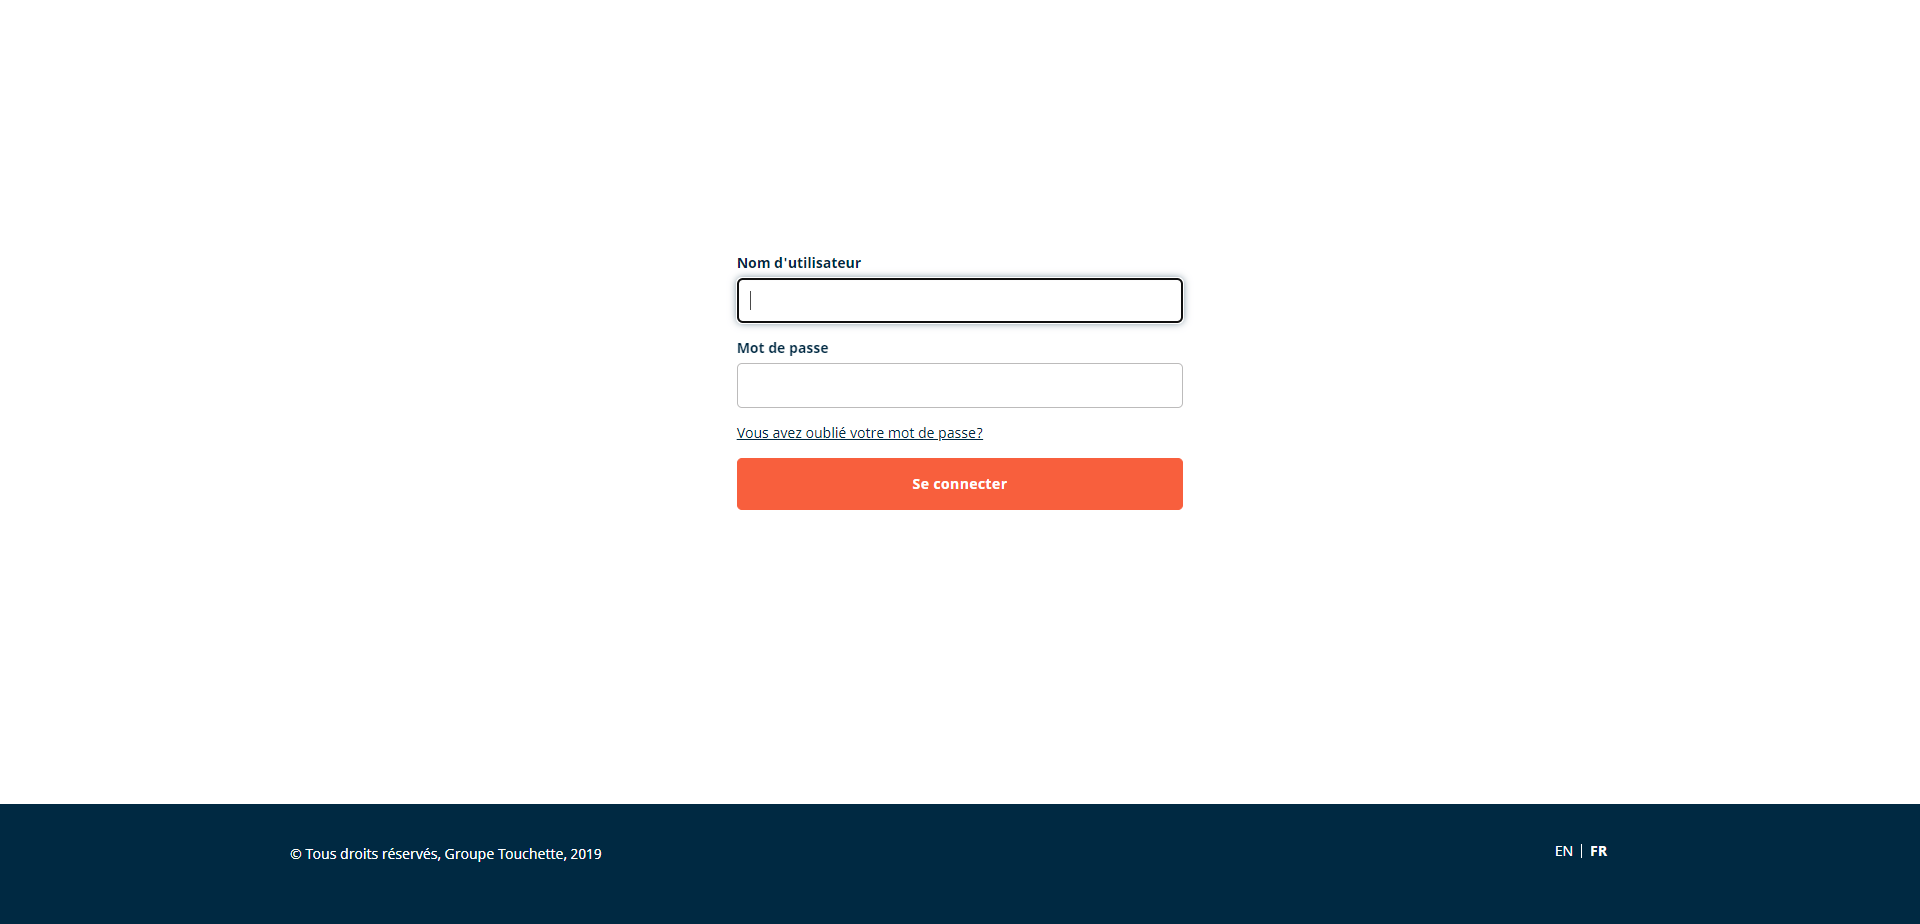 Nom d'utilisateur
Mot de passe
Vous avez oublié votre mot de passe?
Se connecter
© Tous droits réservés, Groupe Touchette, 2019
EN | FR